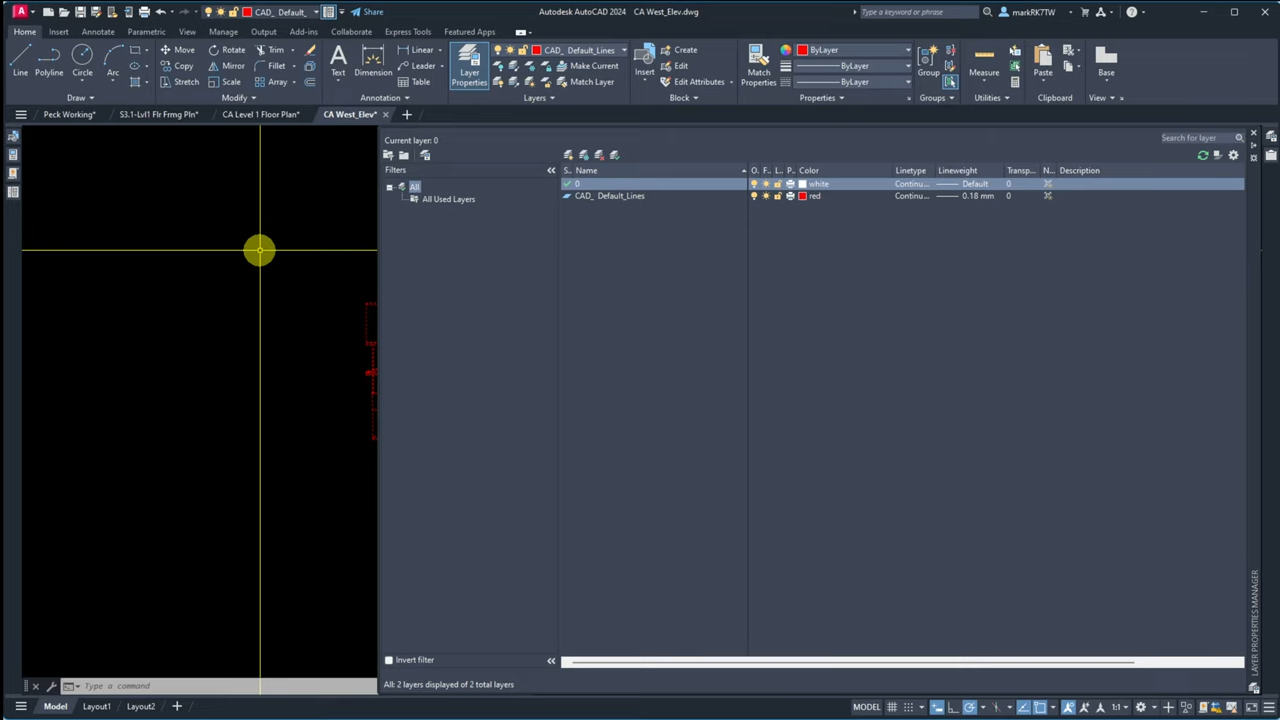 A CAD_ Default_ Share Autodesk AutoCAD 2024 CA West_Elev.dwg Type a keyword or phrase markRK7TW
Home Insert Annotate Parametric View Manage Output Add-ins Collaborate Express Tools Featured Apps
Line Polyline Circle Arc Move Rotate Trim Text Dimension Linear Layer Properties CAD_ Default_Lines Insert Create Match Properties ByLayer Group Measure Paste Base
Copy Mirror Fillet Leader Make Current Edit ByLayer
Stretch Scale Array Table Match Layer Edit Attributes ByLayer
Draw Modify Annotation Layers Block Properties Groups Utilities Clipboard View
Peck Working* S3.1-Lvl1 Flr Frmg Pln* CA Level 1 Floor Plan* CA West_Elev*
Current layer: 0 Search for layer
Filters S.. Name O. F. L.. P.. Color Linetype Lineweight Transp... N... Description
All 0 white Continu... Default 0
All Used Layers CAD_ Default_Lines red Continu... 0.18 mm 0
LAYER PROPERTIES MANAGER
Invert filter
All: 2 layers displayed of 2 total layers
Type a command
Model Layout1 Layout2 + MODEL 1:1